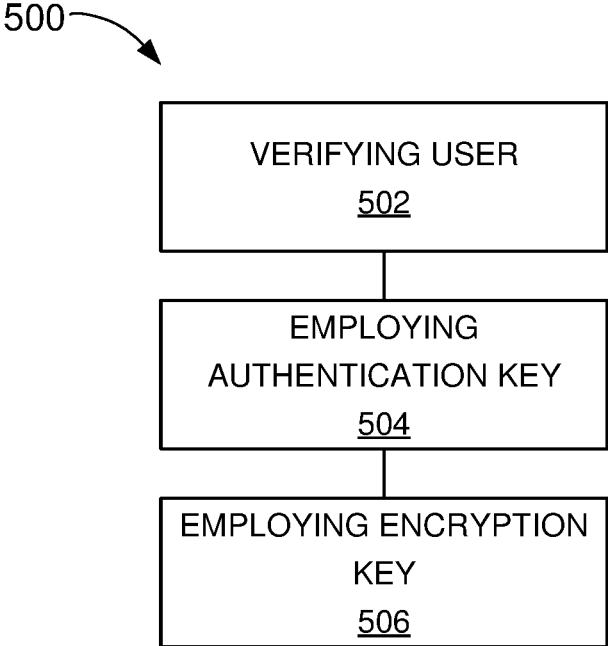 500
VERIFYING USER
502
EMPLOYING
AUTHENTICATION KEY
504
EMPLOYING ENCRYPTION
KEY
506